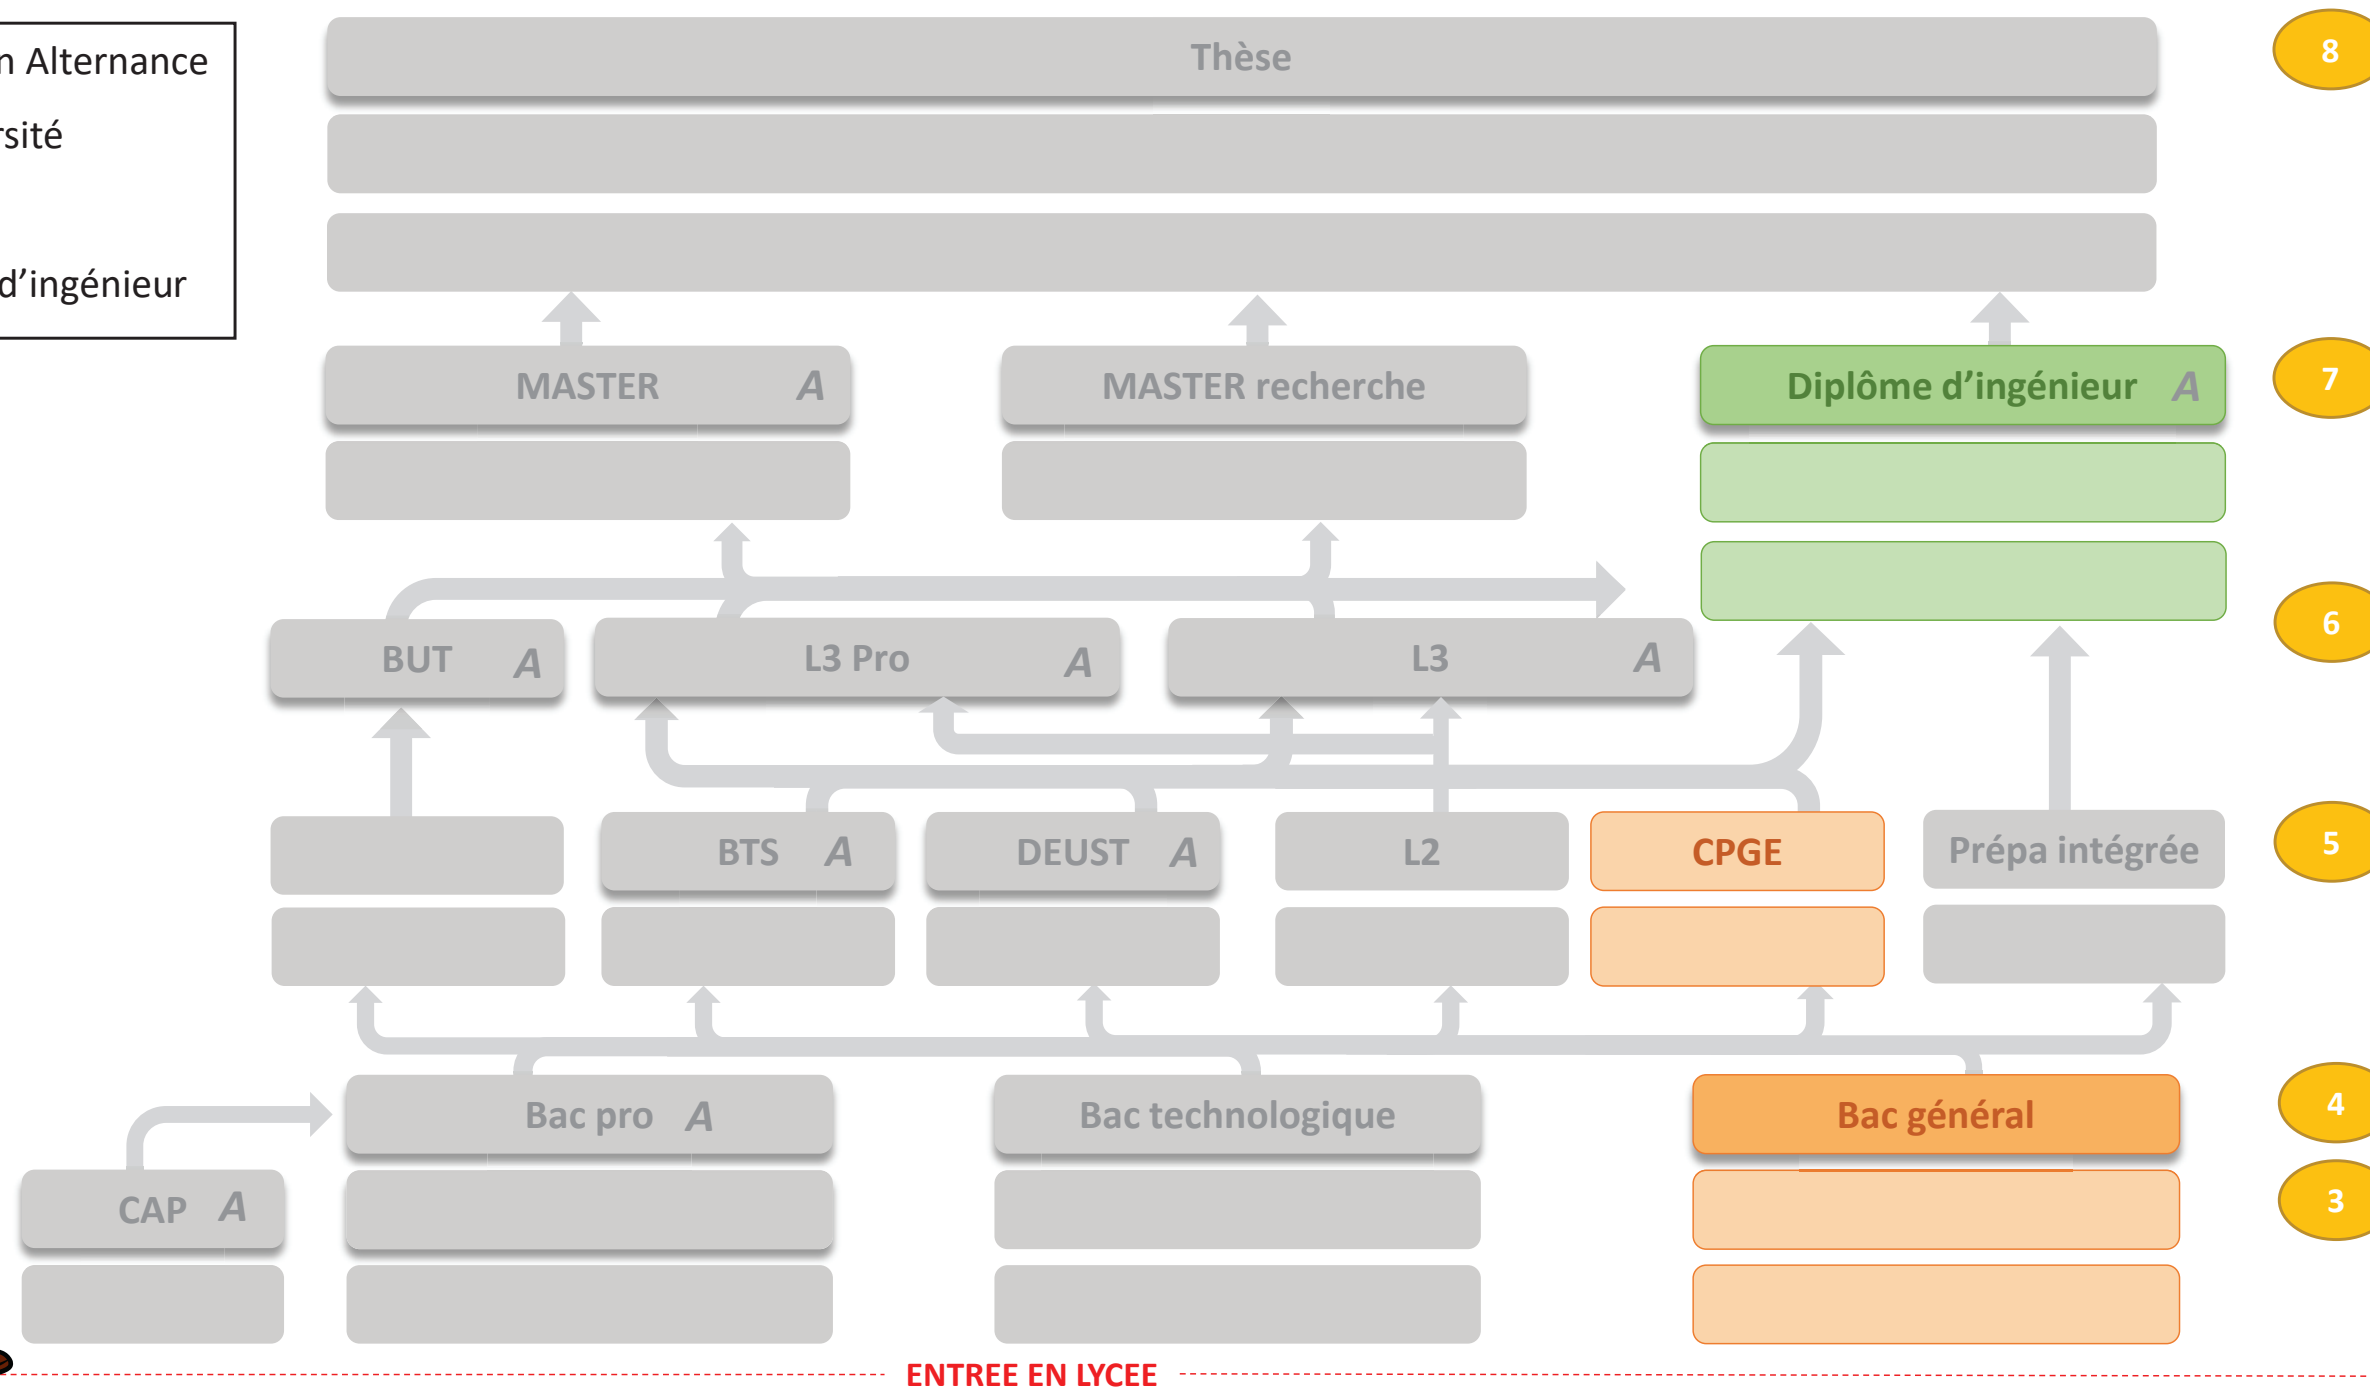 Alternance
Thèse
8
d'ingénieur
MASTER A
MASTER recherche
Diplôme d'ingénieur A
7
BUT A
L3 Pro A
L3 A
6
BTS A
DEUST A
L2
CPGE
Prépa intégrée
5
Bac pro A
Bac technologique
Bac général
4
CAP A
3
ENTREE EN LYCEE